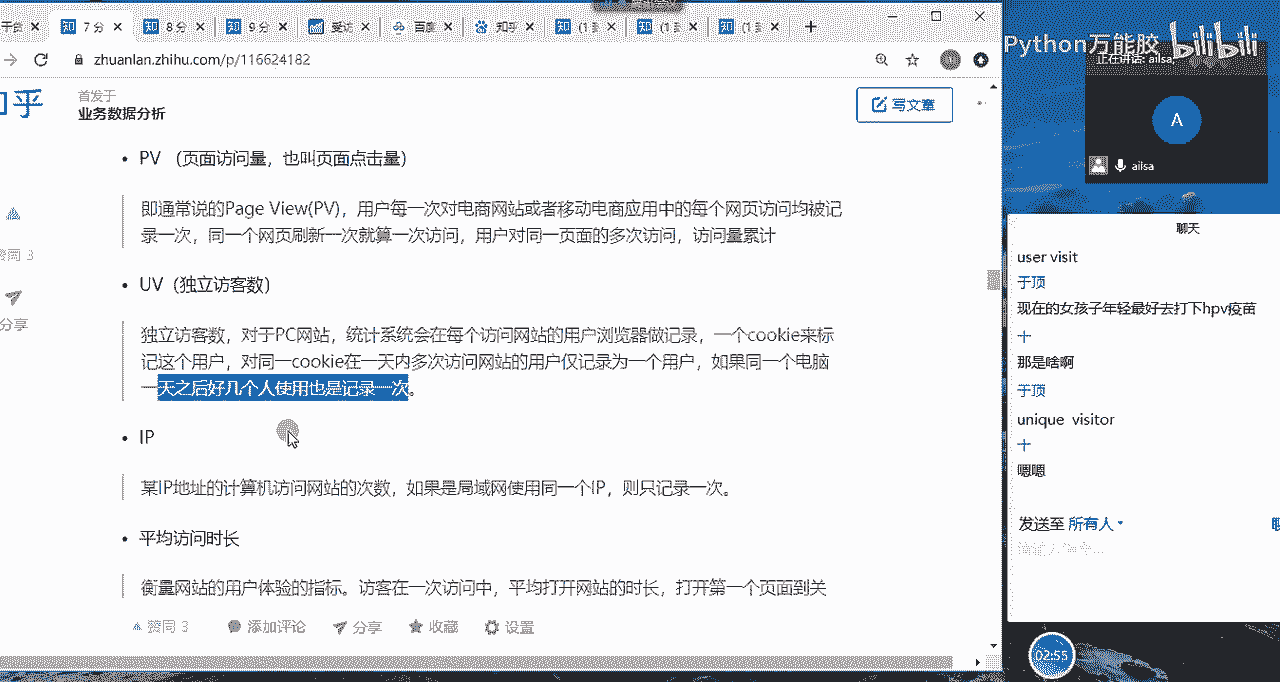 7 分
8 分
9 分
受访
百度
知乎
zhuanlan.zhihu.com/p/116624182
知乎
首发于
业务数据分析
写文章
PV （页面访问量，也叫页面点击量）
即通常说的Page View(PV)，用户每一次对电商网站或者移动电商应用中的每个网页访问均被记
录一次，同一个网页刷新一次就算一次访问，用户对同一页面的多次访问，访问量累计
UV（独立访客数）
独立访客数，对于PC网站，统计系统会在每个访问网站的用户浏览器做记录，一个cookie来标
记这个用户，对同一cookie在一天内多次访问网站的用户仅记录为一个用户，如果同一个电脑
一天之后好几个人使用也是记录一次。
IP
某IP地址的计算机访问网站的次数，如果是局域网使用同一个IP，则只记录一次。
平均访问时长
衡量网站的用户体验的指标。访客在一次访问中，平均打开网站的时长，打开第一个页面到关
赞同 3
分享
赞同 3
添加评论
分享
收藏
设置
Python万能胶
bilibili
正在讲话: ailsa
A
ailsa
聊天
user visit
于顶
现在的女孩子年轻最好去打下hpv疫苗
十
那是啥啊
于顶
unique visitor
十
嗯嗯
发送至 所有人
02:55